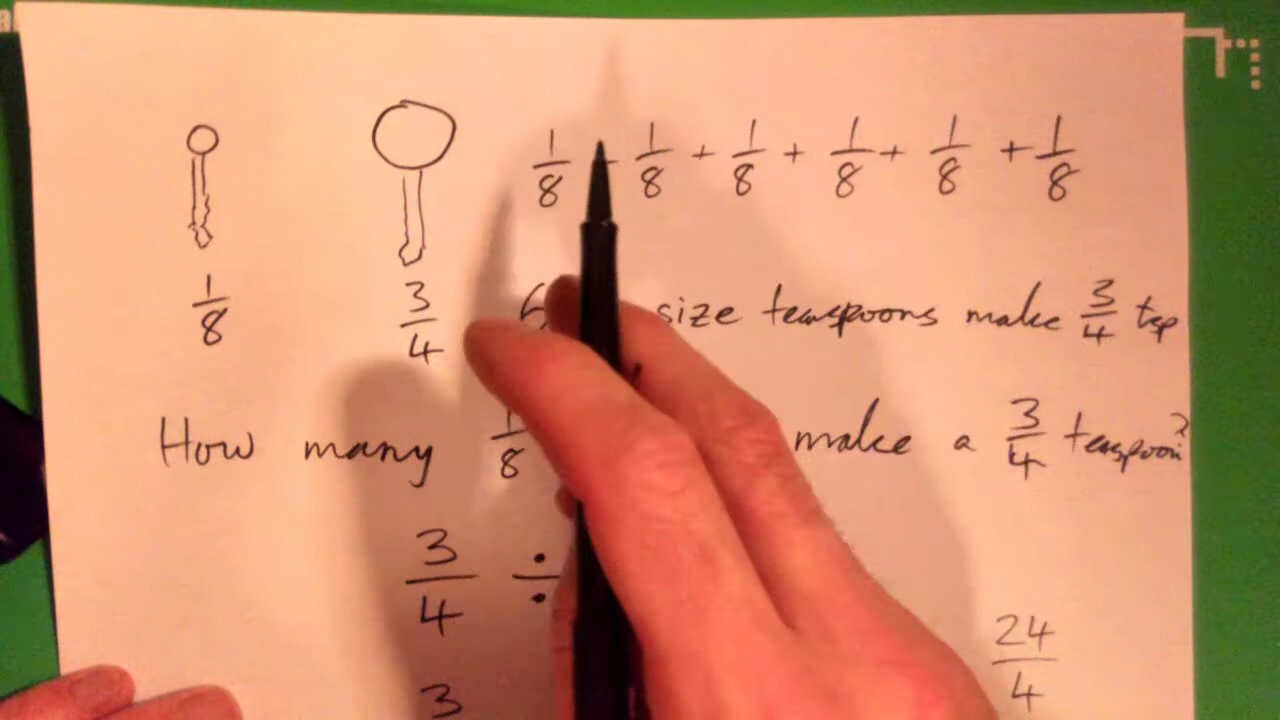 1/8 + 1/8 + 1/8 + 1/8 + 1/8 + 1/8
1/8 3/4 6 size teaspoons make 3/4 tsp
How many 1/8 make a 3/4 teaspoon?
3/4 ÷
24/4
3